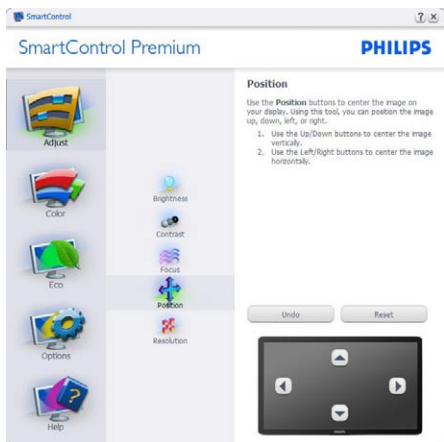 SmartControl
SmartControl Premium
PHILIPS
Adjust
Color
Eco
Options
Help
Brightness
Contrast
Focus
Position
Resolution
Position
Use the Position buttons to center the image on
your display. Using this tool, you can position the image
up, down, left, or right.
1. Use the Up/Down buttons to center the image
vertically.
2. Use the Left/Right buttons to center the image
horizontally.
Undo
Reset
PHILIPS